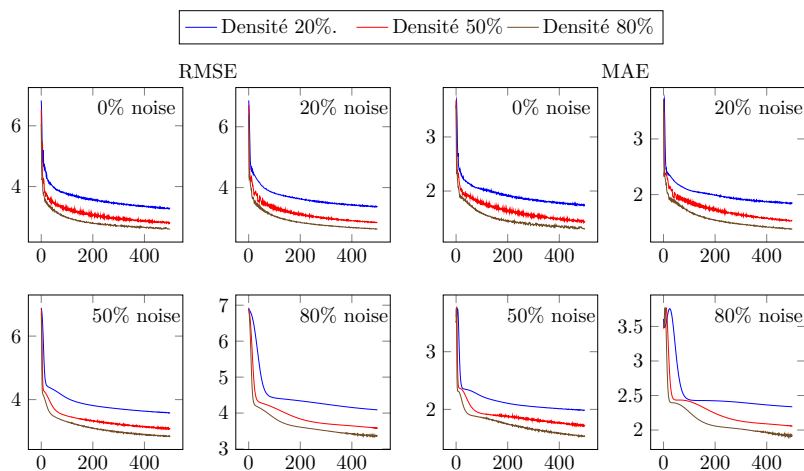 Densité 20%. Densité 50% Densité 80%
RMSE MAE
0% noise 20% noise 0% noise 20% noise
6 6 3 3
4 4 2 2
0 200 400 0 200 400 0 200 400 0 200 400
50% noise 80% noise 50% noise 80% noise
6 7 3.5
6 3
5 2.5
4 4 2 2
3
0 200 400 0 200 400 0 200 400 0 200 400